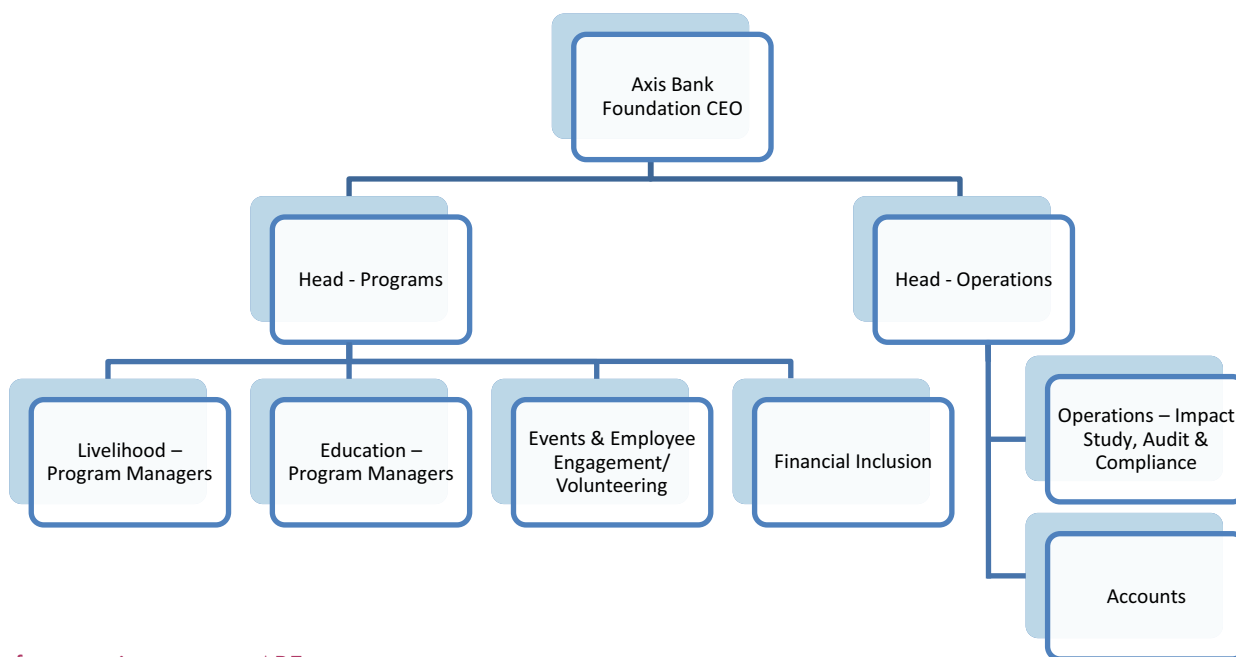 Axis Bank
Foundation CEO
Head - Programs
Head - Operations
Livelihood –
Program Managers
Education –
Program Managers
Events & Employee
Engagement/
Volunteering
Financial Inclusion
Operations – Impact
Study, Audit &
Compliance
Accounts